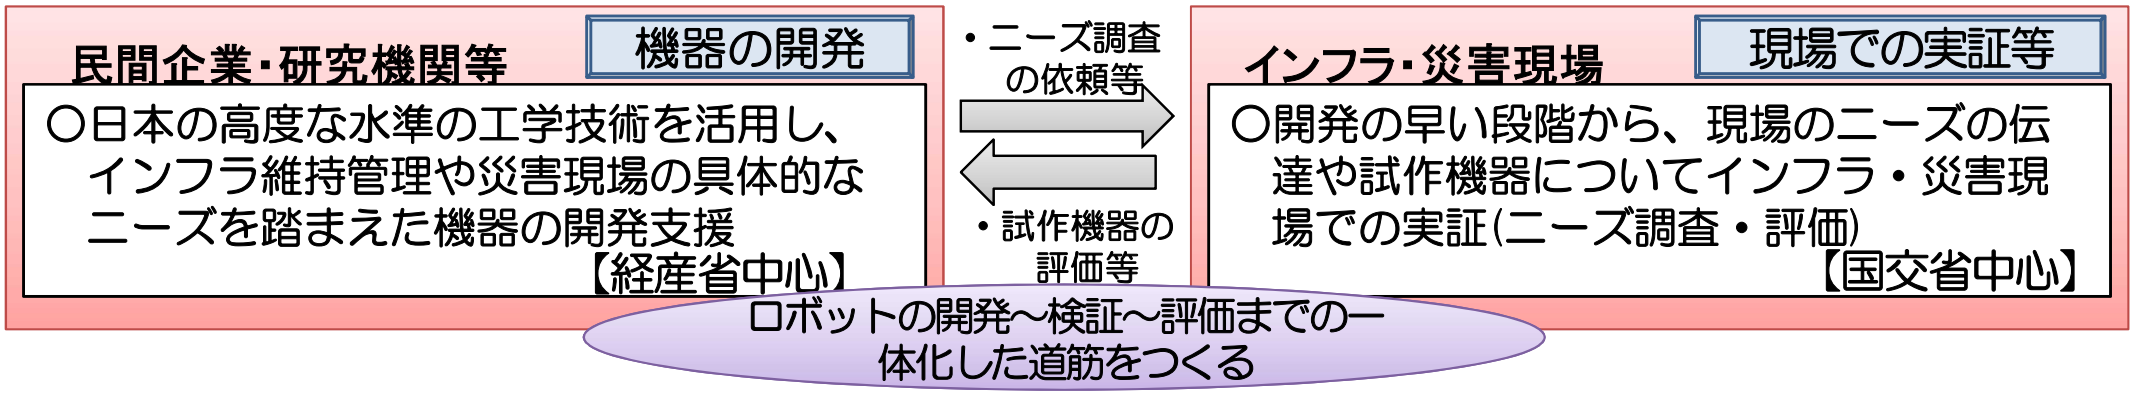 民間企業・研究機関等
機器の開発
〇日本の高度な水準の工学技術を活用し、
インフラ維持管理や災害現場の具体的な
ニーズを踏まえた機器の開発支援
【経産省中心】
・ニーズ調査
の依頼等
・試作機器の
評価等
インフラ・災害現場
現場での実証等
〇開発の早い段階から、現場のニーズの伝
達や試作機器についてインフラ・災害現
場での実証(ニーズ調査・評価)
【国交省中心】
ロボットの開発～検証～評価までの一
体化した道筋をつくる